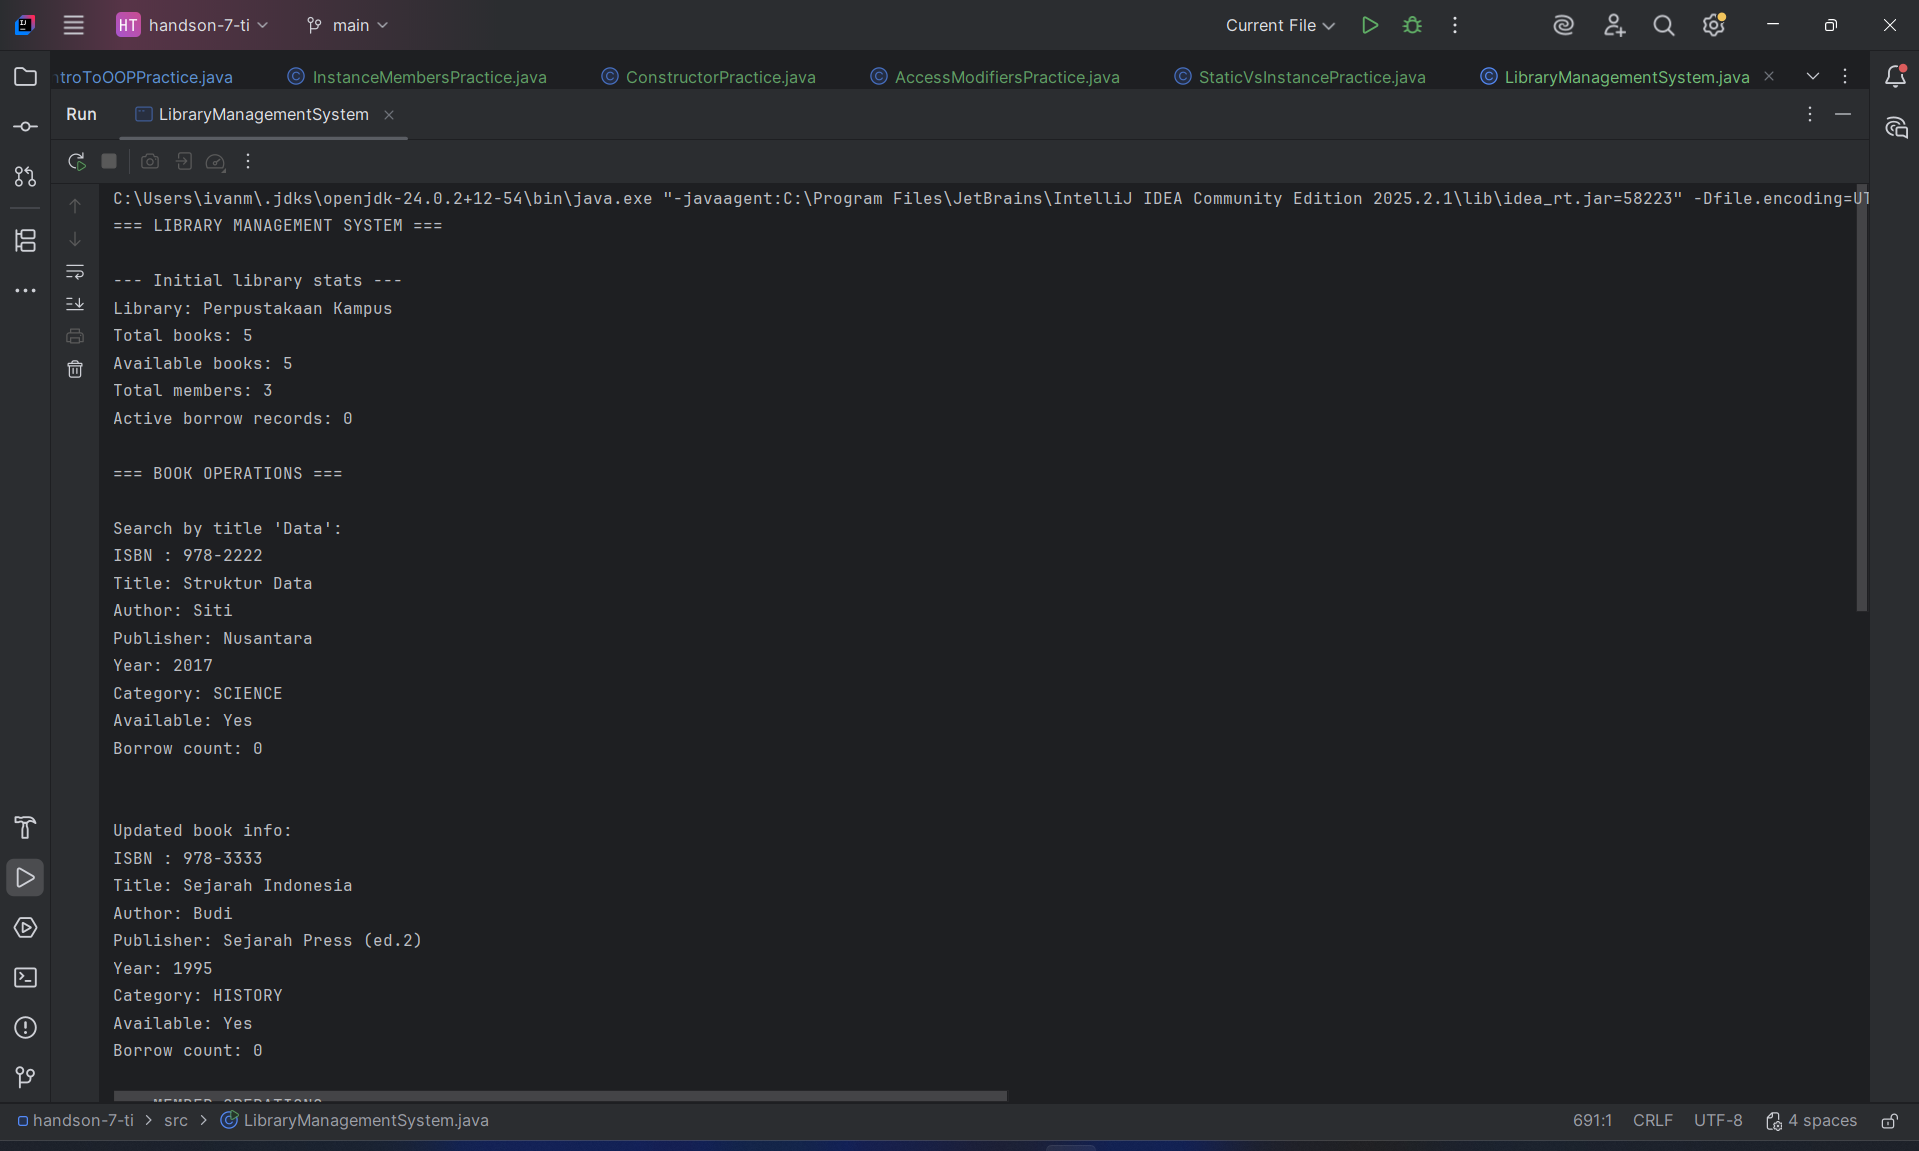 HT handson-7-ti main Current File
troToOOPPractice.java InstanceMembersPractice.java ConstructorPractice.java AccessModifiersPractice.java StaticVsInstancePractice.java LibraryManagementSystem.java
Run LibraryManagementSystem
C:\Users\ivanm\.jdks\openjdk-24.0.2+12-54\bin\java.exe "-javaagent:C:\Program Files\JetBrains\IntelliJ IDEA Community Edition 2025.2.1\lib\idea_rt.jar=58223" -Dfile.encoding=UT
=== LIBRARY MANAGEMENT SYSTEM ===
--- Initial library stats ---
Library: Perpustakaan Kampus
Total books: 5
Available books: 5
Total members: 3
Active borrow records: 0
=== BOOK OPERATIONS ===
Search by title 'Data':
ISBN : 978-2222
Title: Struktur Data
Author: Siti
Publisher: Nusantara
Year: 2017
Category: SCIENCE
Available: Yes
Borrow count: 0
Updated book info:
ISBN : 978-3333
Title: Sejarah Indonesia
Author: Budi
Publisher: Sejarah Press (ed.2)
Year: 1995
Category: HISTORY
Available: Yes
Borrow count: 0
MEMBER OPERATIONS
handson-7-ti > src > LibraryManagementSystem.java 691:1 CRLF UTF-8 4 spaces